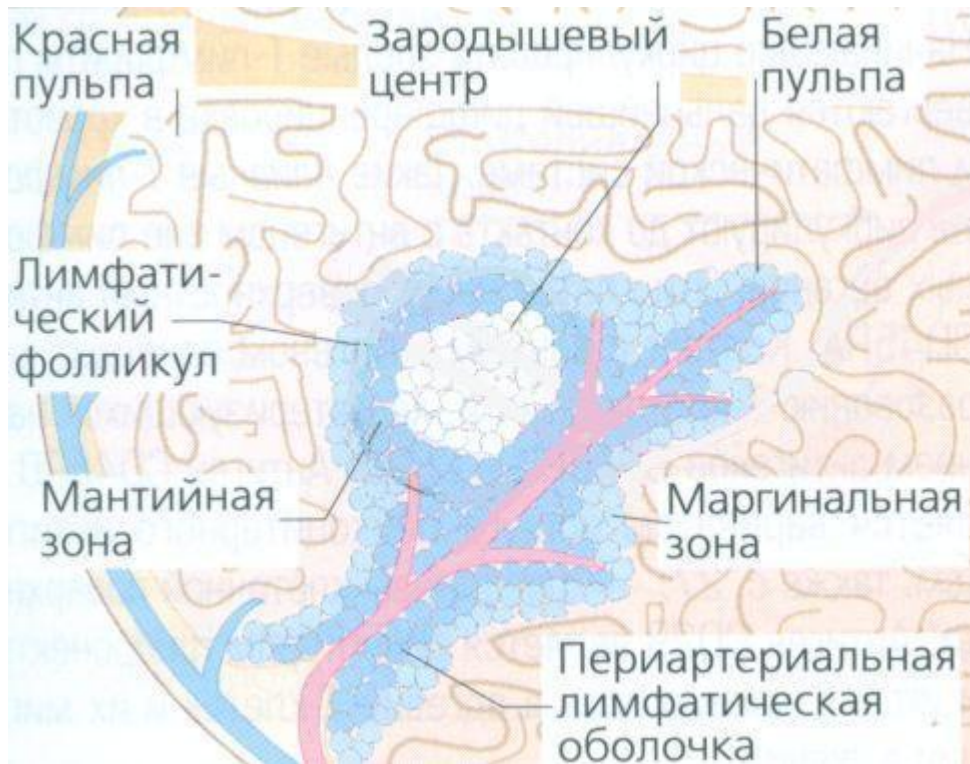 Красная
пульпа
Зародышевый
центр
Белая
пульпа
Лимфати-
ческий
фолликул
Мантийная
зона
Маргинальная
зона
Периартериальная
лимфатическая
оболочка